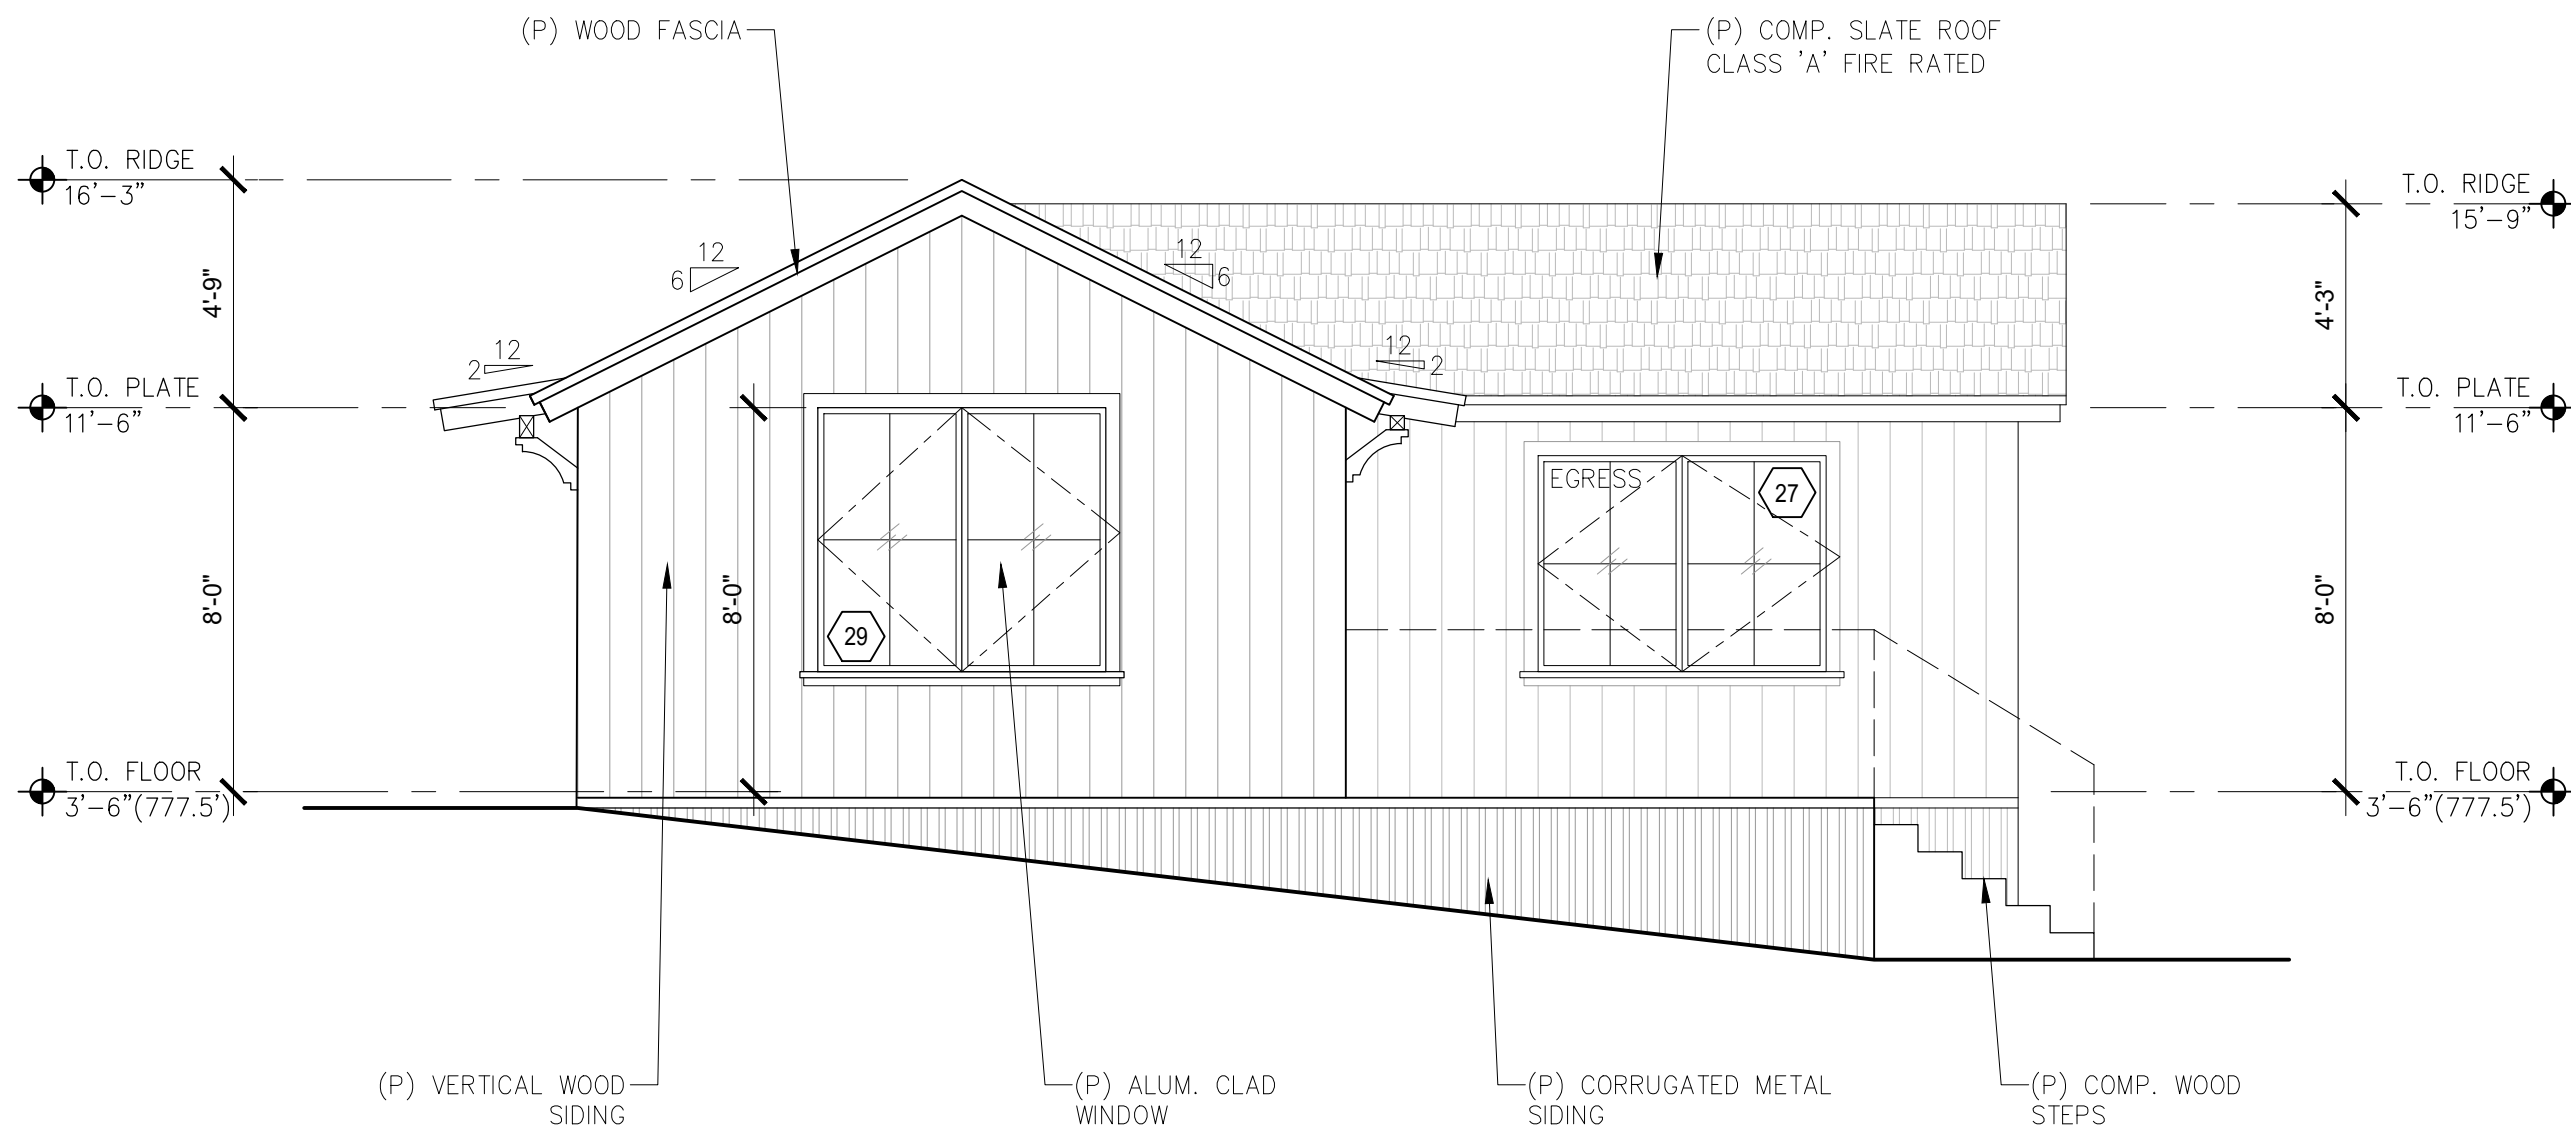 (P) WOOD FASCIA
(P) COMP. SLATE ROOF
CLASS 'A' FIRE RATED
T.O. RIDGE
16'-3"
T.O. RIDGE
15'-9"
12
6
12
6
4'-9"
4'-3"
12
2
12
2
T.O. PLATE
11'-6"
T.O. PLATE
11'-6"
EGRESS
27
8'-0"
8'-0"
8'-0"
29
T.O. FLOOR
3'-6"(777.5')
T.O. FLOOR
3'-6"(777.5')
(P) VERTICAL WOOD
SIDING
(P) ALUM. CLAD
WINDOW
(P) CORRUGATED METAL
SIDING
(P) COMP. WOOD
STEPS